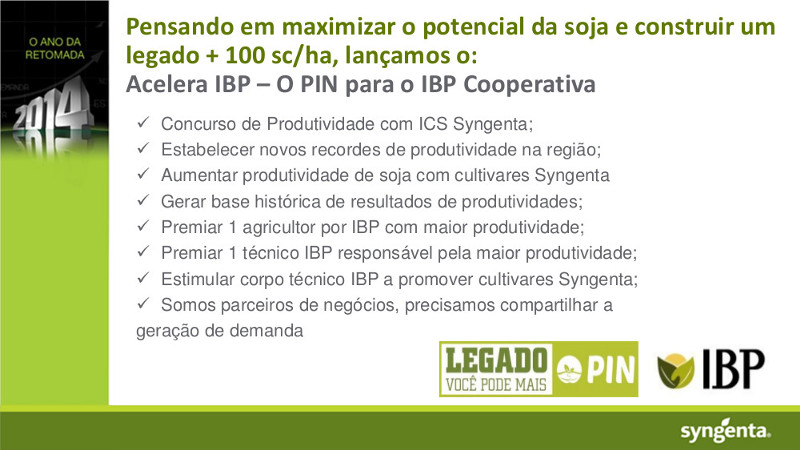 O ANO DA
RETOMADA
2014
Pensando em maximizar o potencial da soja e construir um
legado + 100 sc/ha, lançamos o:
Acelera IBP – O PIN para o IBP Cooperativa
✓ Concurso de Produtividade com ICS Syngenta;
✓ Estabelecer novos recordes de produtividade na região;
✓ Aumentar produtividade de soja com cultivares Syngenta
✓ Gerar base histórica de resultados de produtividades;
✓ Premiar 1 agricultor por IBP com maior produtividade;
✓ Premiar 1 técnico IBP responsável pela maior produtividade;
✓ Estimular corpo técnico IBP a promover cultivares Syngenta;
✓ Somos parceiros de negócios, precisamos compartilhar a
geração de demanda
LEGADO
VOCÊ PODE MAIS
PIN
IBP
syngenta.